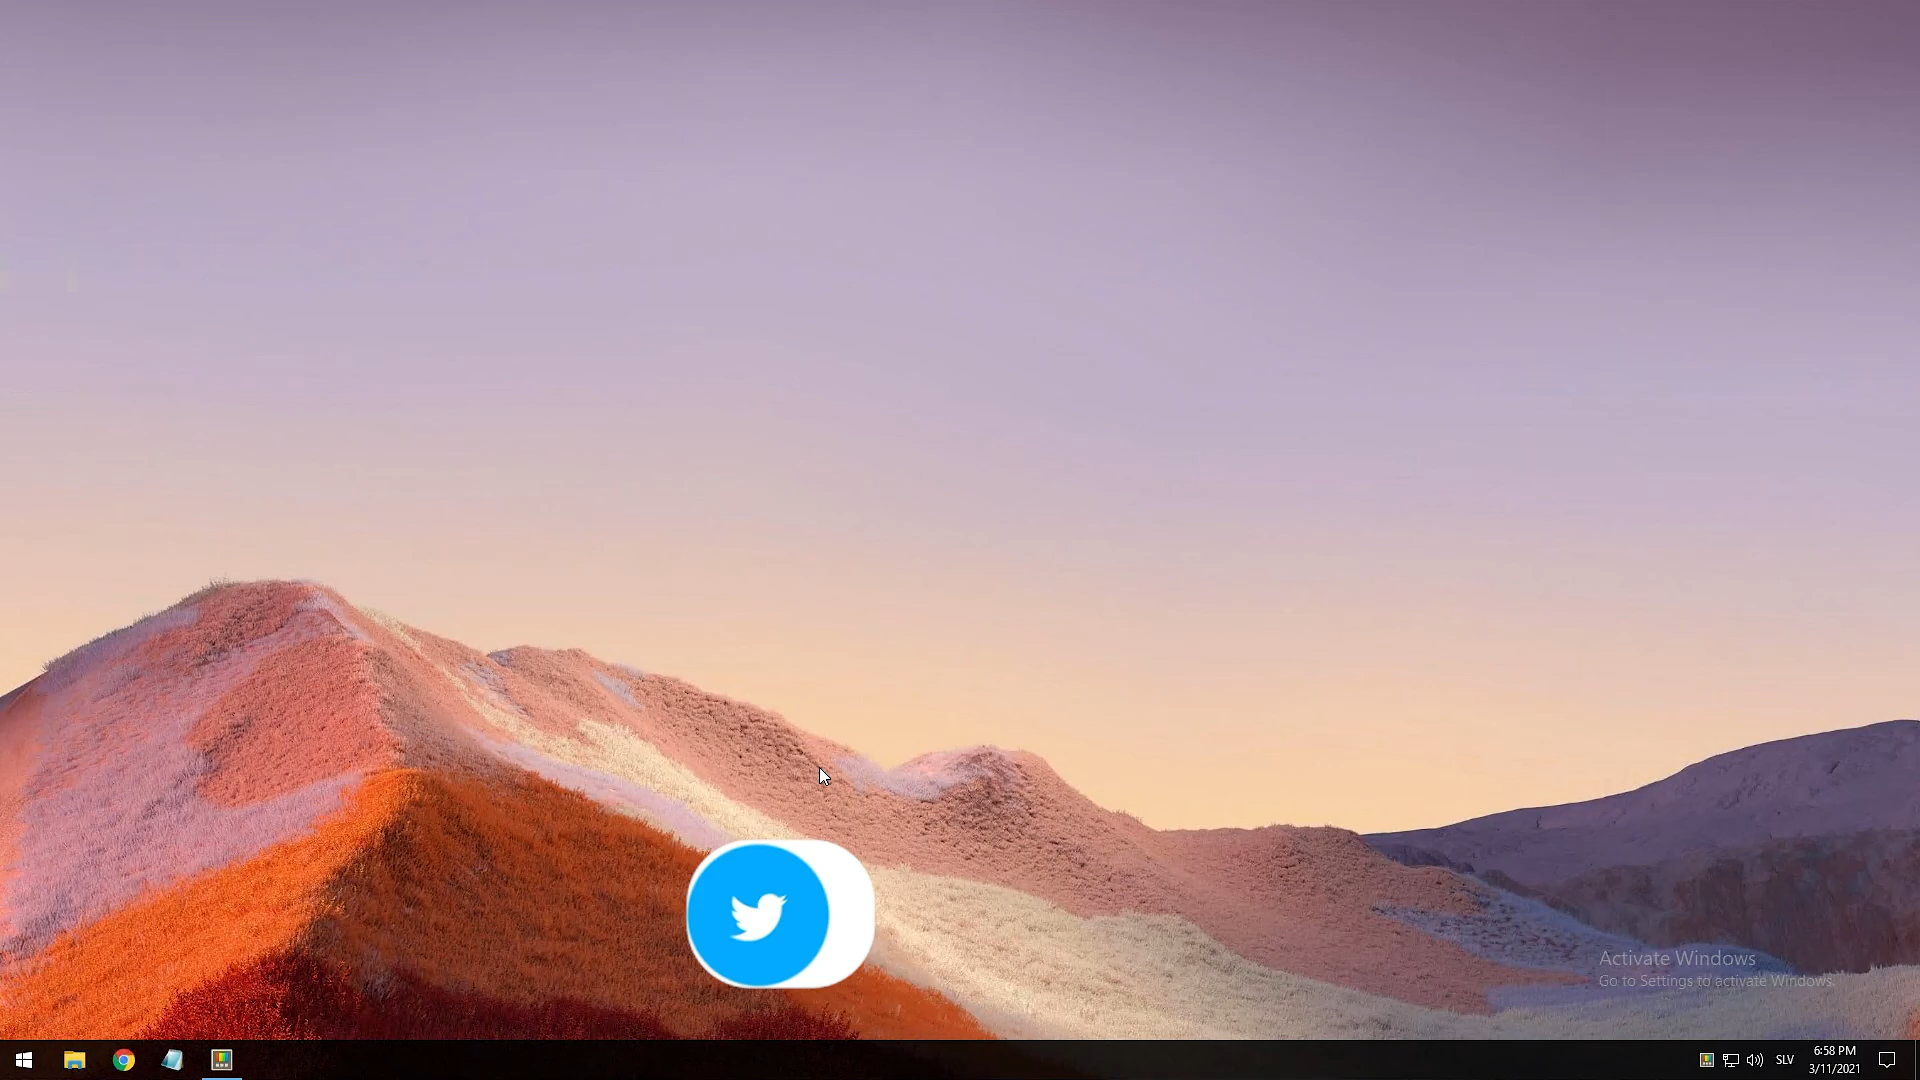 Activate Windows
Go to Settings to activate Windows.
SLV
6:58 PM
3/11/2021